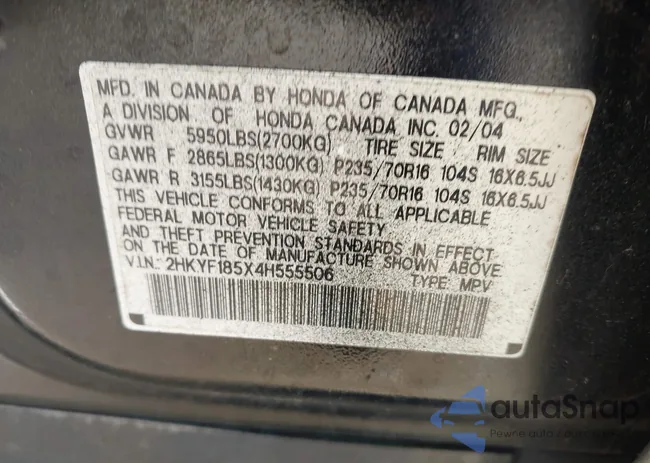 MFD. IN CANADA BY HONDA OF CANADA MFG.,
A DIVISION OF HONDA CANADA INC. 02/04
GVWR 5950LBS(2700KG) TIRE SIZE RIM SIZE
GAWR F 2865LBS(1300KG) P235/70R16 104S 16X6.5JJ
GAWR R 3155LBS(1430KG) P235/70R16 104S 16X6.5JJ
THIS VEHICLE CONFORMS TO ALL APPLICABLE
FEDERAL MOTOR VEHICLE SAFETY
AND THEFT PREVENTION STANDARDS IN EFFECT
ON THE DATE OF MANUFACTURE SHOWN ABOVE
V.I.N.: 2HKYF185X4H555506 TYPE: MPV
autaSnap
Pewne auto